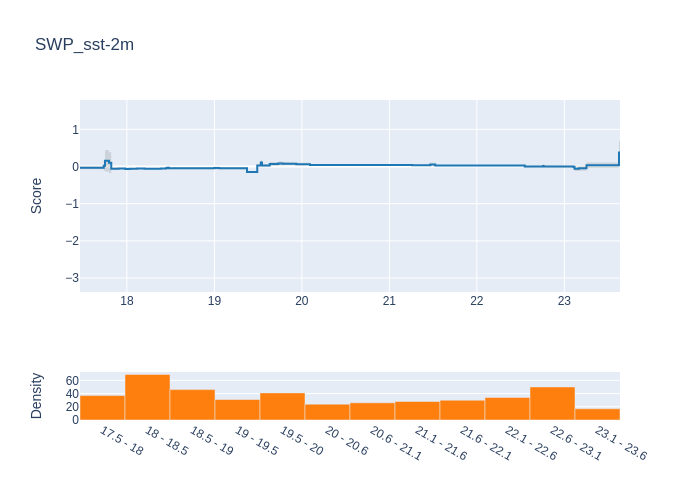 SWP_sst-2m
Score
1
0
−1
−2
−3
18 19 20 21 22 23
Density
60
40
20
0
17.5 - 18
18 - 18.5
18.5 - 19
19 - 19.5
19.5 - 20
20 - 20.6
20.6 - 21.1
21.1 - 21.6
21.6 - 22.1
22.1 - 22.6
22.6 - 23.1
23.1 - 23.6